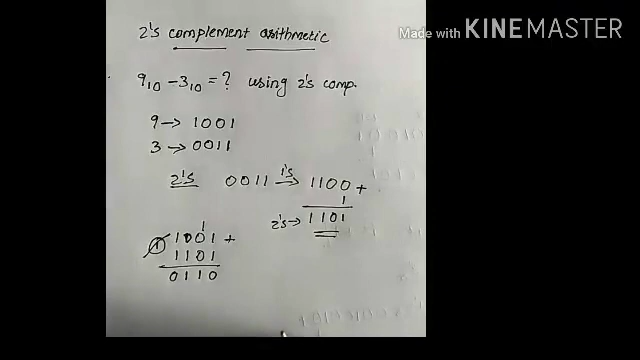 2's complement arithmetic
Made with KINEMASTER
9₁₀ - 3₁₀ = ? using 2's comp.
9 → 1001
3 → 0011
2's 0011 1's→ 1100 +
1
2's → 1101
1
1 1001 +
1101
0110